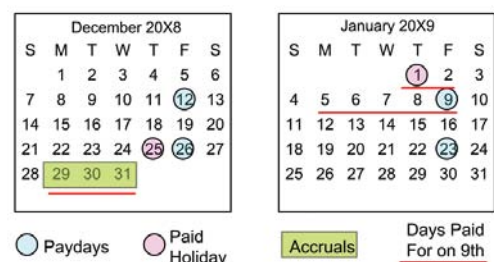 December 20X8
S M T W T F S
1 2 3 4 5 6
7 8 9 10 11 12 13
14 15 16 17 18 19 20
21 22 23 24 25 26 27
28 29 30 31
January 20X9
S M T W T F S
1 2 3
4 5 6 7 8 9 10
11 12 13 14 15 16 17
18 19 20 21 22 23 24
25 26 27 28 29 30 31
Paydays
Paid
Holiday
Accruals
Days Paid
For on 9th